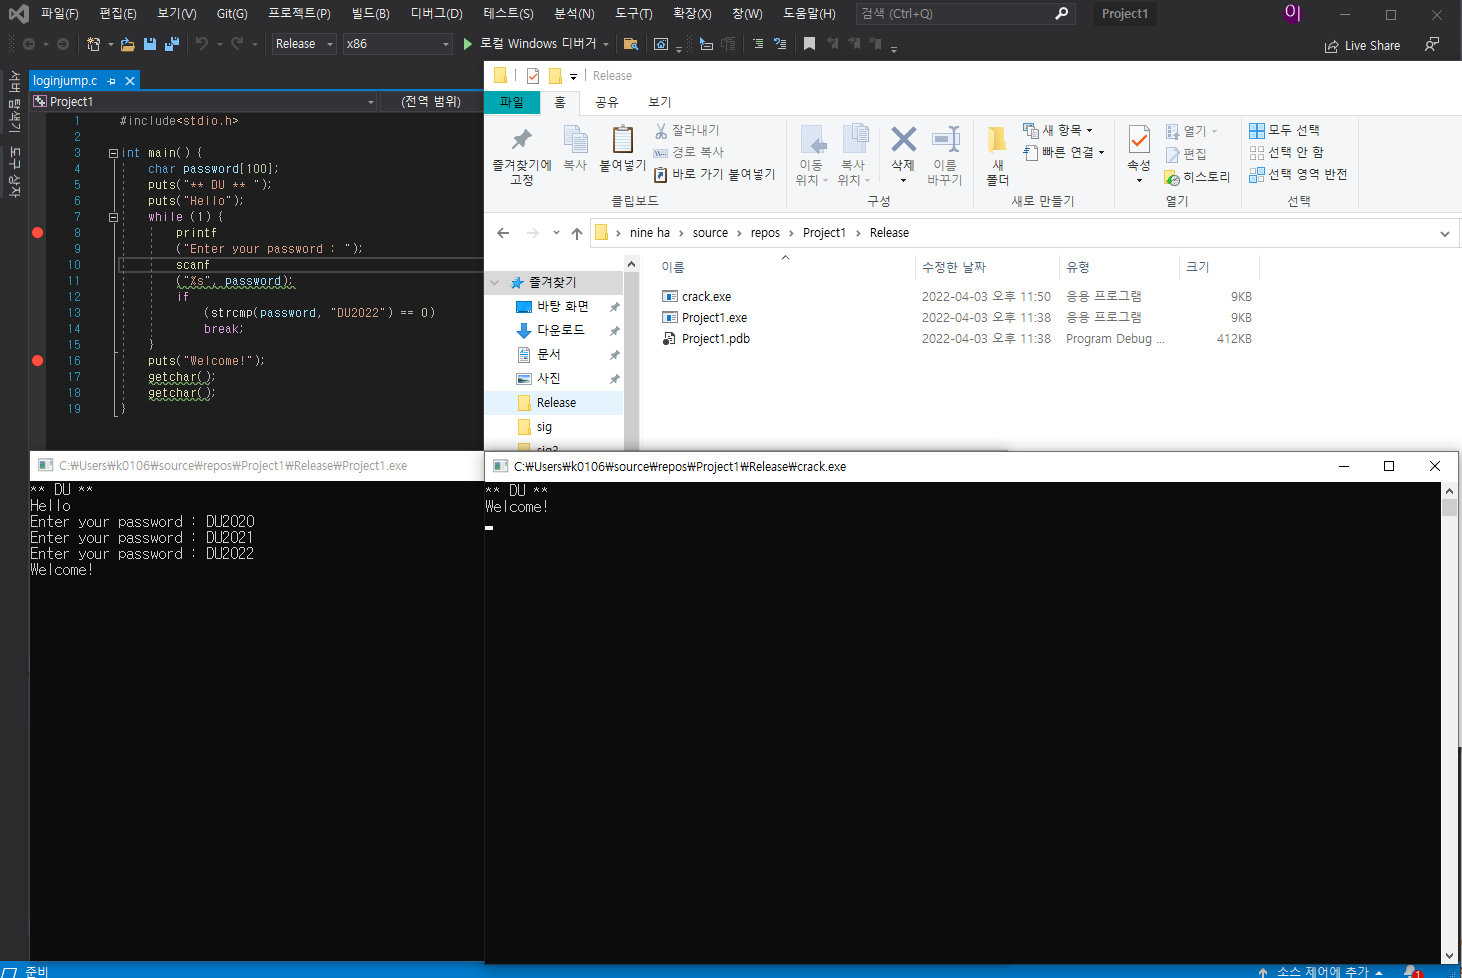 파일(F) 편집(E) 보기(V) Git(G) 프로젝트(P) 빌드(B) 디버그(D) 테스트(S) 분석(N) 도구(T) 확장(X) 창(W) 도움말(H) 검색 (Ctrl+Q) Project1 이
Release x86 로컬 Windows 디버거 Live Share
서버 탐색기
도구 상자
loginjump.c
Project1 (전역 범위)
1 #include<stdio.h>
2
3 int main() {
4 char password[100];
5 puts("** DU ** ");
6 puts("Hello");
7 while (1) {
8 printf
9 ("Enter your password : ");
10 scanf
11 ("%s", password);
12 if
13 (strcmp(password, "DU2022") == 0)
14 break;
15 }
16 puts("Welcome!");
17 getchar();
18 getchar();
19 }
Release
파일 홈 공유 보기
즐겨찾기에 고정
복사
붙여넣기
잘라내기
경로 복사
바로 가기 붙여넣기
클립보드
이동 위치
복사 위치
삭제
이름 바꾸기
구성
새 폴더
새 항목
빠른 연결
새로 만들기
속성
열기
편집
히스토리
열기
모두 선택
선택 안 함
선택 영역 반전
선택
nine ha > source > repos > Project1 > Release
즐겨찾기
바탕 화면
다운로드
문서
사진
Release
sig
이름 수정한 날짜 유형 크기
crack.exe 2022-04-03 오후 11:50 응용 프로그램 9KB
Project1.exe 2022-04-03 오후 11:38 응용 프로그램 9KB
Project1.pdb 2022-04-03 오후 11:38 Program Debug ... 412KB
C:₩Users₩k0106₩source₩repos₩Project1₩Release₩Project1.exe
** DU **
Hello
Enter your password : DU2020
Enter your password : DU2021
Enter your password : DU2022
Welcome!
C:₩Users₩k0106₩source₩repos₩Project1₩Release₩crack.exe
** DU **
Welcome!
준비 소스 제어에 추가 1